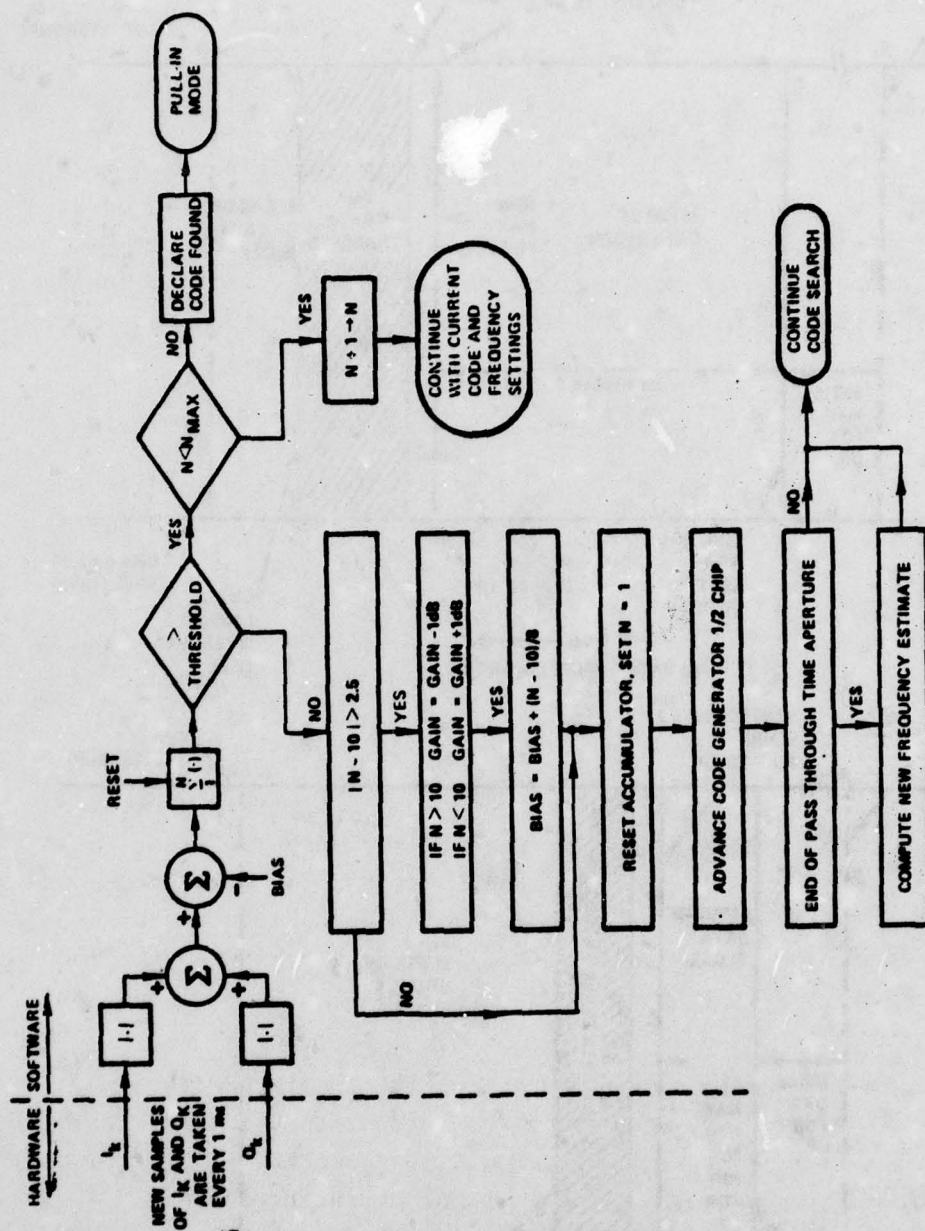 HARDWARE
SOFTWARE
I_k
|·|
NEW SAMPLES
OF I_K AND Q_K
ARE TAKEN
EVERY 1 ms
Q_k
|·|
+
+
Σ
+
Σ
−
BIAS
RESET
N
Σ (·)
1
>
THRESHOLD
YES
N<N MAX
NO
DECLARE
CODE FOUND
PULL-IN
MODE
YES
N + 1 → N
CONTINUE
WITH CURRENT
CODE AND
FREQUENCY
SETTINGS
NO
|N - 10| > 2.5
YES
NO
IF N > 10 GAIN = GAIN -1dB
IF N < 10 GAIN = GAIN +1dB
YES
BIAS = BIAS + (N - 10)/8
RESET ACCUMULATOR, SET N = 1
ADVANCE CODE GENERATOR 1/2 CHIP
END OF PASS THROUGH TIME APERTURE
NO
YES
COMPUTE NEW FREQUENCY ESTIMATE
CONTINUE
CODE SEARCH